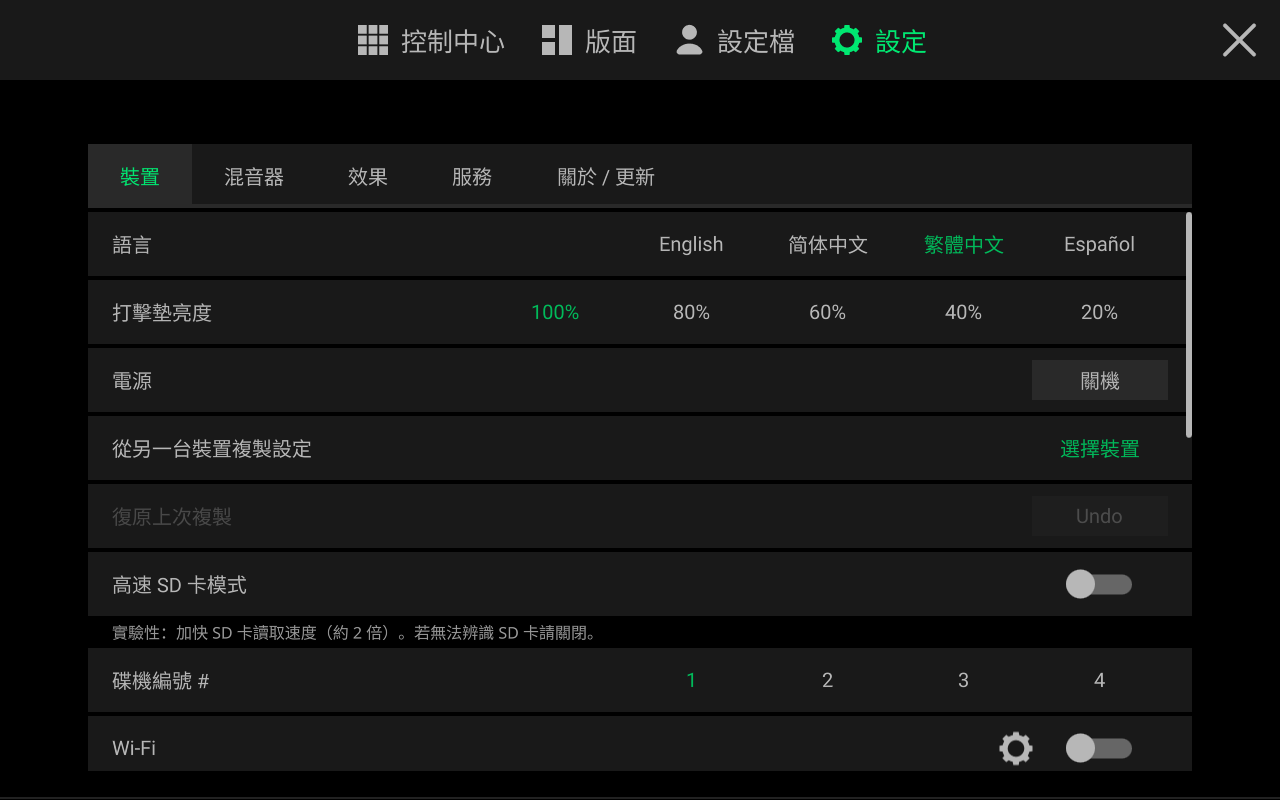 控制中心 版面 設定檔 設定
裝置 混音器 效果 服務 關於 / 更新
語言 English 简体中文 繁體中文 Español
打擊墊亮度 100% 80% 60% 40% 20%
電源 關機
從另一台裝置複製設定 選擇裝置
復原上次複製 Undo
高速 SD 卡模式
實驗性：加快 SD 卡讀取速度（約 2 倍）。若無法辨識 SD 卡請關閉。
碟機編號 # 1 2 3 4
Wi-Fi